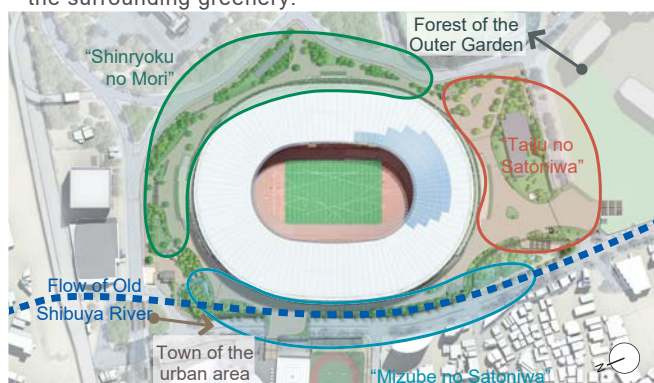 the surrounding greenery.
Forest of the
Outer Garden
“Shinryoku
no Mori”
“Taiju no
Satoniwa”
Flow of Old
Shibuya River
Town of the
urban area
“Mizube no Satoniwa”
N